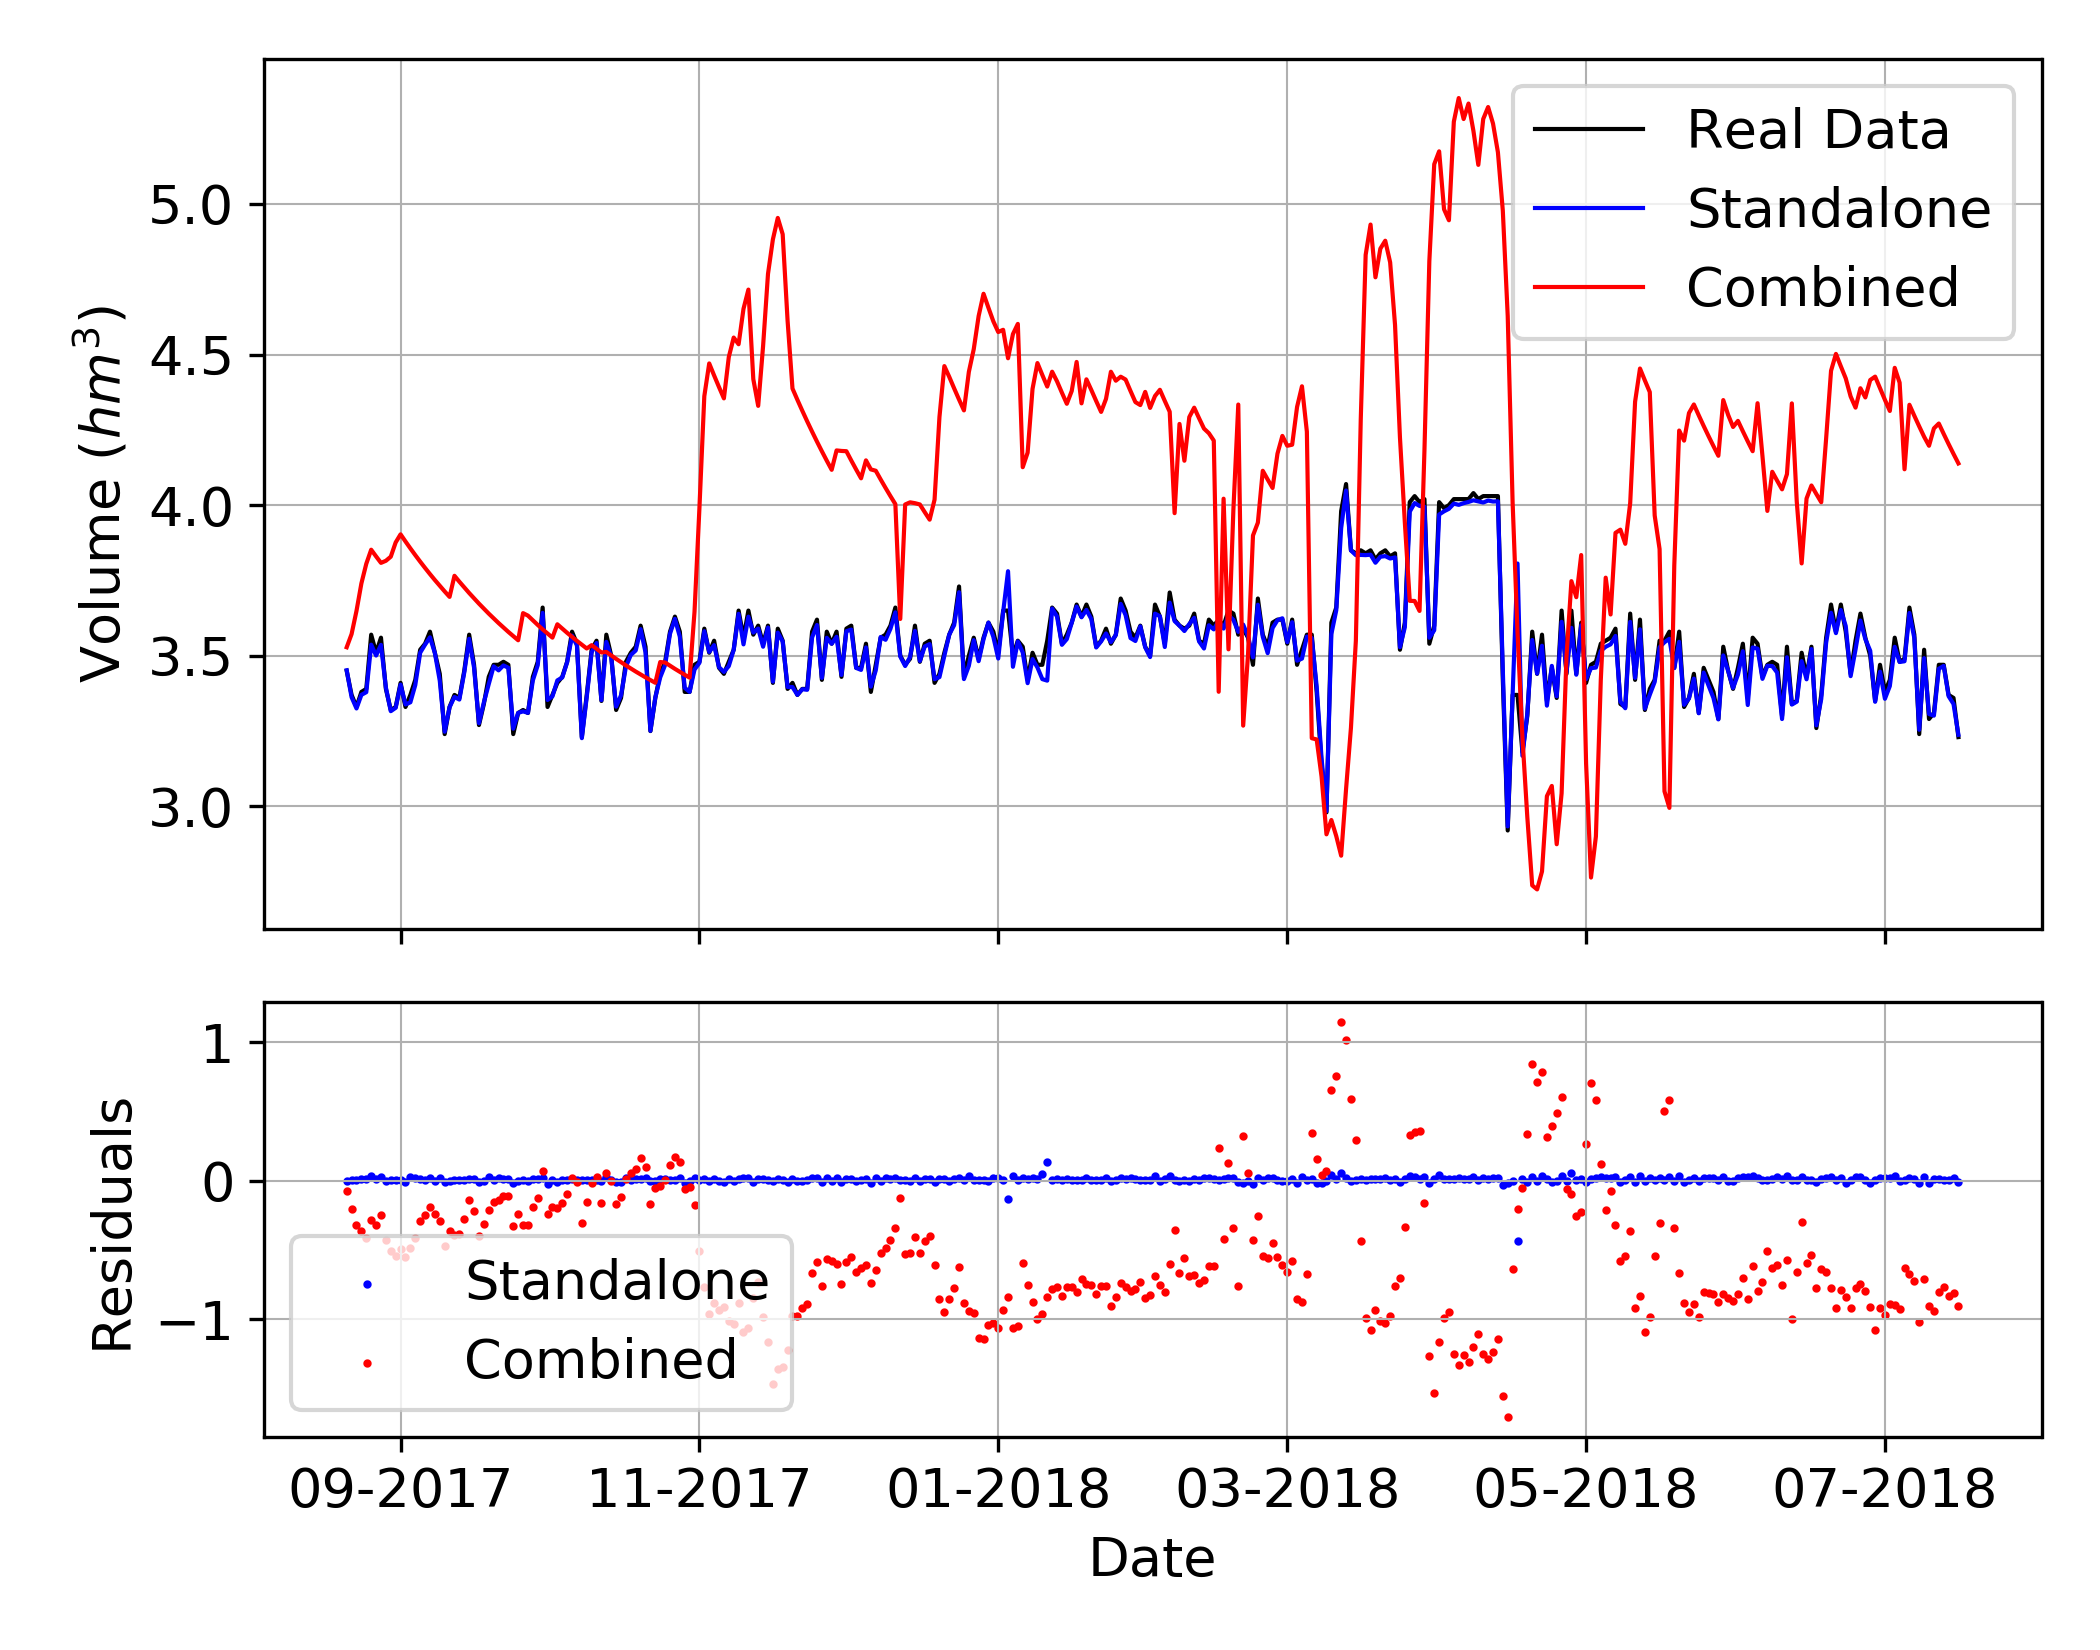 Volume (hm³)
5.0
4.5
4.0
3.5
3.0
Real Data
Standalone
Combined
Residuals
1
0
−1
Standalone
Combined
09-2017
11-2017
01-2018
03-2018
05-2018
07-2018
Date